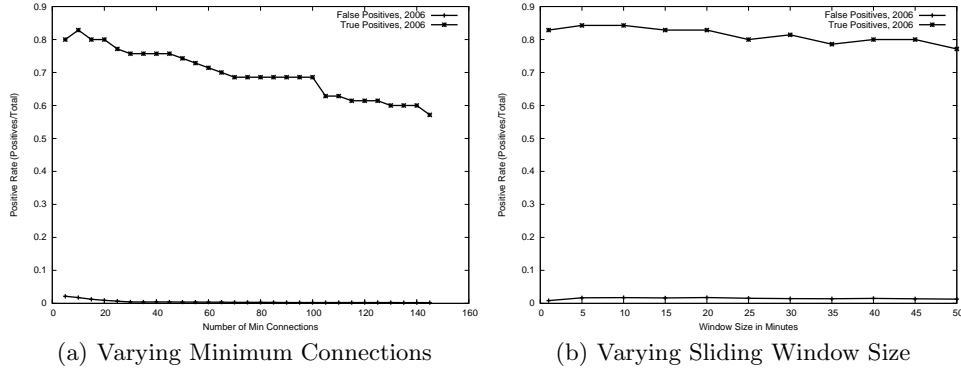 0.9
0.8
0.7
0.6
0.5
0.4
0.3
0.2
0.1
0
Positive Rate (Positives/Total)
False Positives, 2006
True Positives, 2006
0 20 40 60 80 100 120 140 160
Number of Min Connections
(a) Varying Minimum Connections
0.9
0.8
0.7
0.6
0.5
0.4
0.3
0.2
0.1
0
Positive Rate (Positives/Total)
False Positives, 2006
True Positives, 2006
0 5 10 15 20 25 30 35 40 45 50
Window Size in Minutes
(b) Varying Sliding Window Size